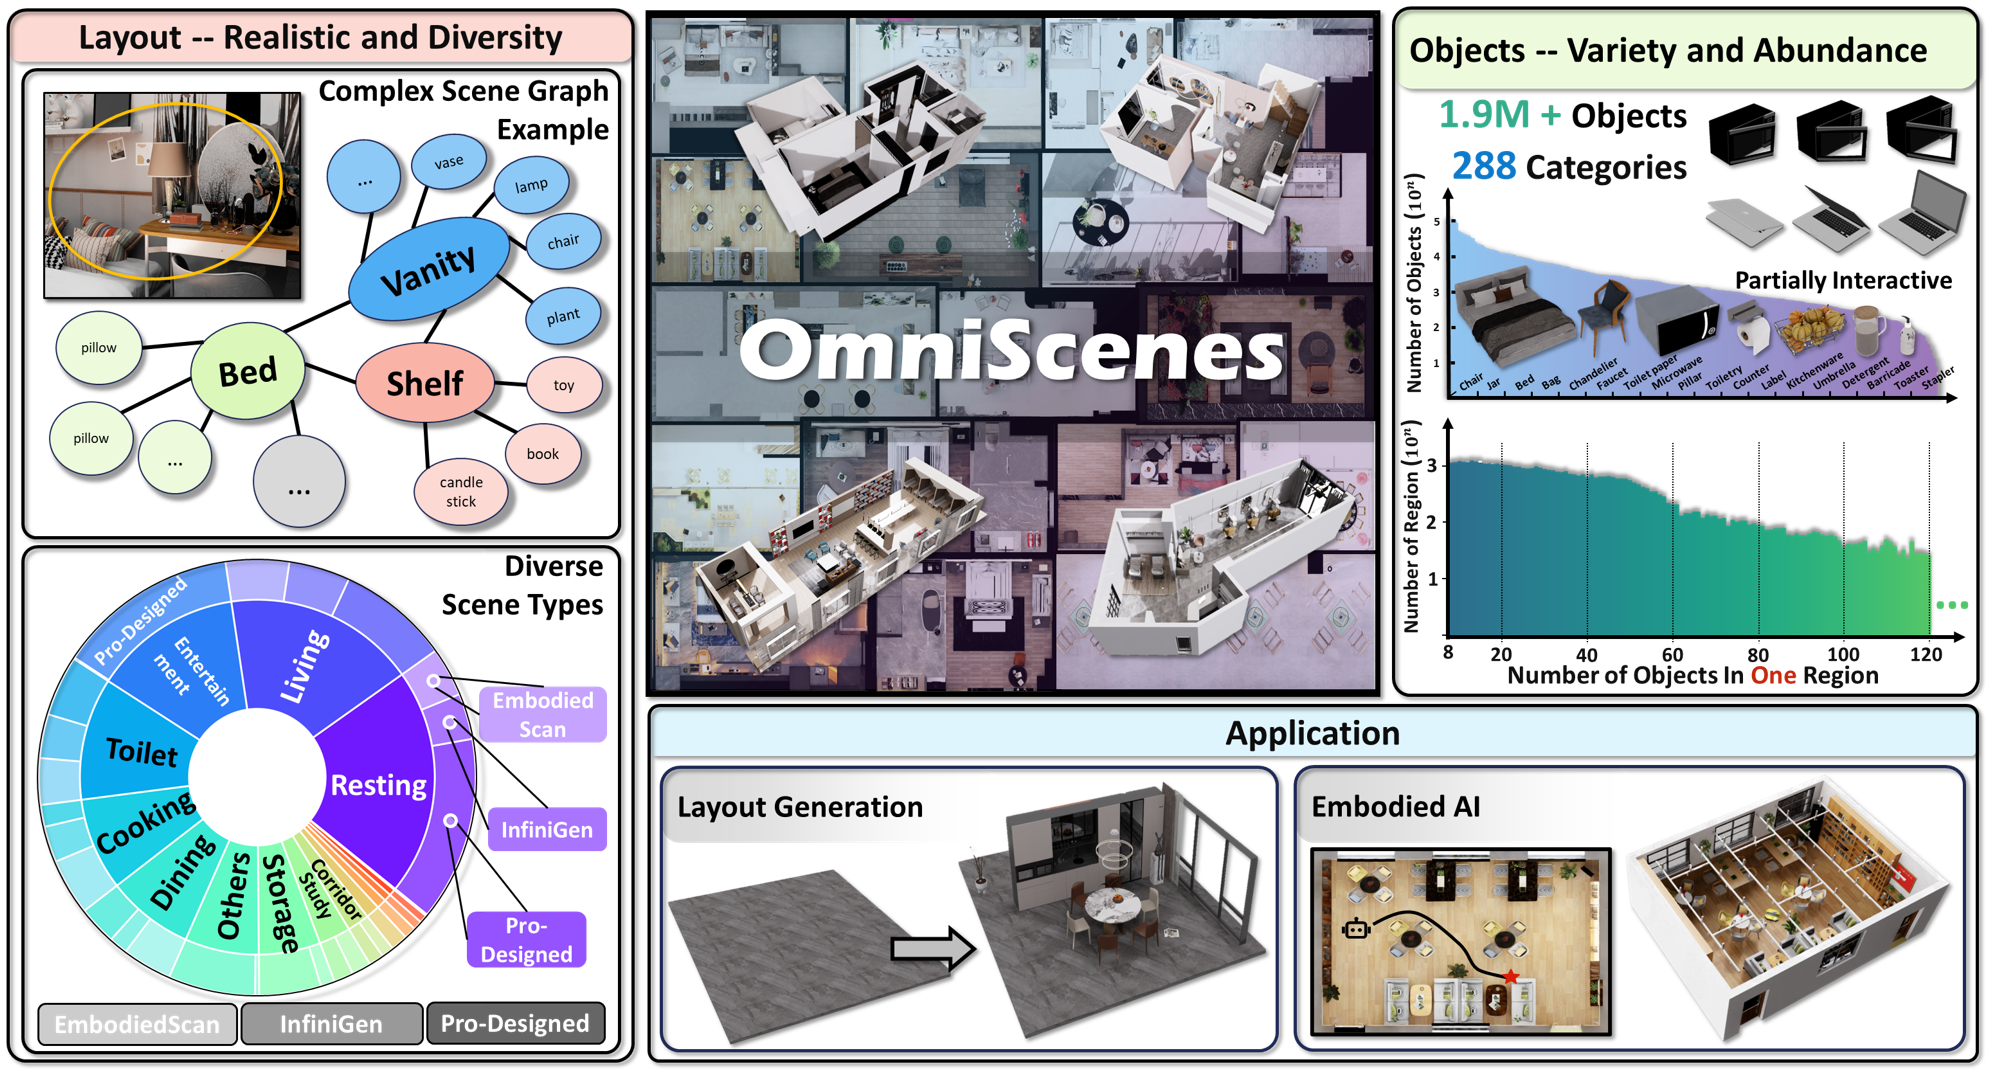 Layout -- Realistic and Diversity
Complex Scene Graph
Example
...
vase
lamp
chair
plant
Vanity
Bed
Shelf
pillow
pillow
...
...
toy
book
candle
stick
Diverse
Scene Types
Pro-Designed
Entertain
ment
Living
Resting
Toilet
Cooking
Dining
Others
Storage
Study
Corridor
Embodied
Scan
InfiniGen
Pro-
Designed
EmbodiedScan
InfiniGen
Pro-Designed
OmniScenes
Objects -- Variety and Abundance
1.9M + Objects
288 Categories
Partially Interactive
Number of Objects (10ⁿ)
5
4
3
2
1
Chair
Jar
Bed
Bag
Chandelier
Faucet
Toilet paper
Microwave
Pillar
Toiletry
Counter
Label
Kitchenware
Umbrella
Detergent
Barricade
Toaster
Stapler
Number of Region (10ⁿ)
3
2
1
8 20 40 60 80 100 120
...
Number of Objects In One Region
Application
Layout Generation
Embodied AI